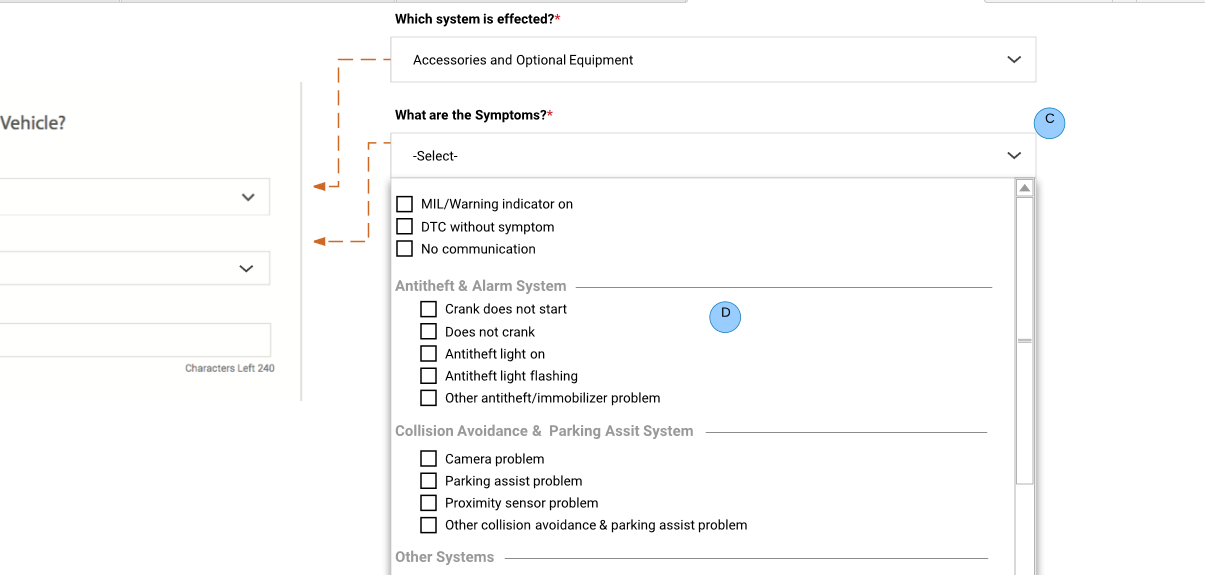 Which system is effected?*
Accessories and Optional Equipment
What are the Symptoms?*
C
Vehicle?
-Select-
MIL/Warning indicator on
DTC without symptom
No communication
Antitheft & Alarm System
Crank does not start
D
Does not crank
Antitheft light on
Characters Left 240
Antitheft light flashing
Other antitheft/immobilizer problem
Collision Avoidance & Parking Assit System
Camera problem
Parking assist problem
Proximity sensor problem
Other collision avoidance & parking assist problem
Other Systems